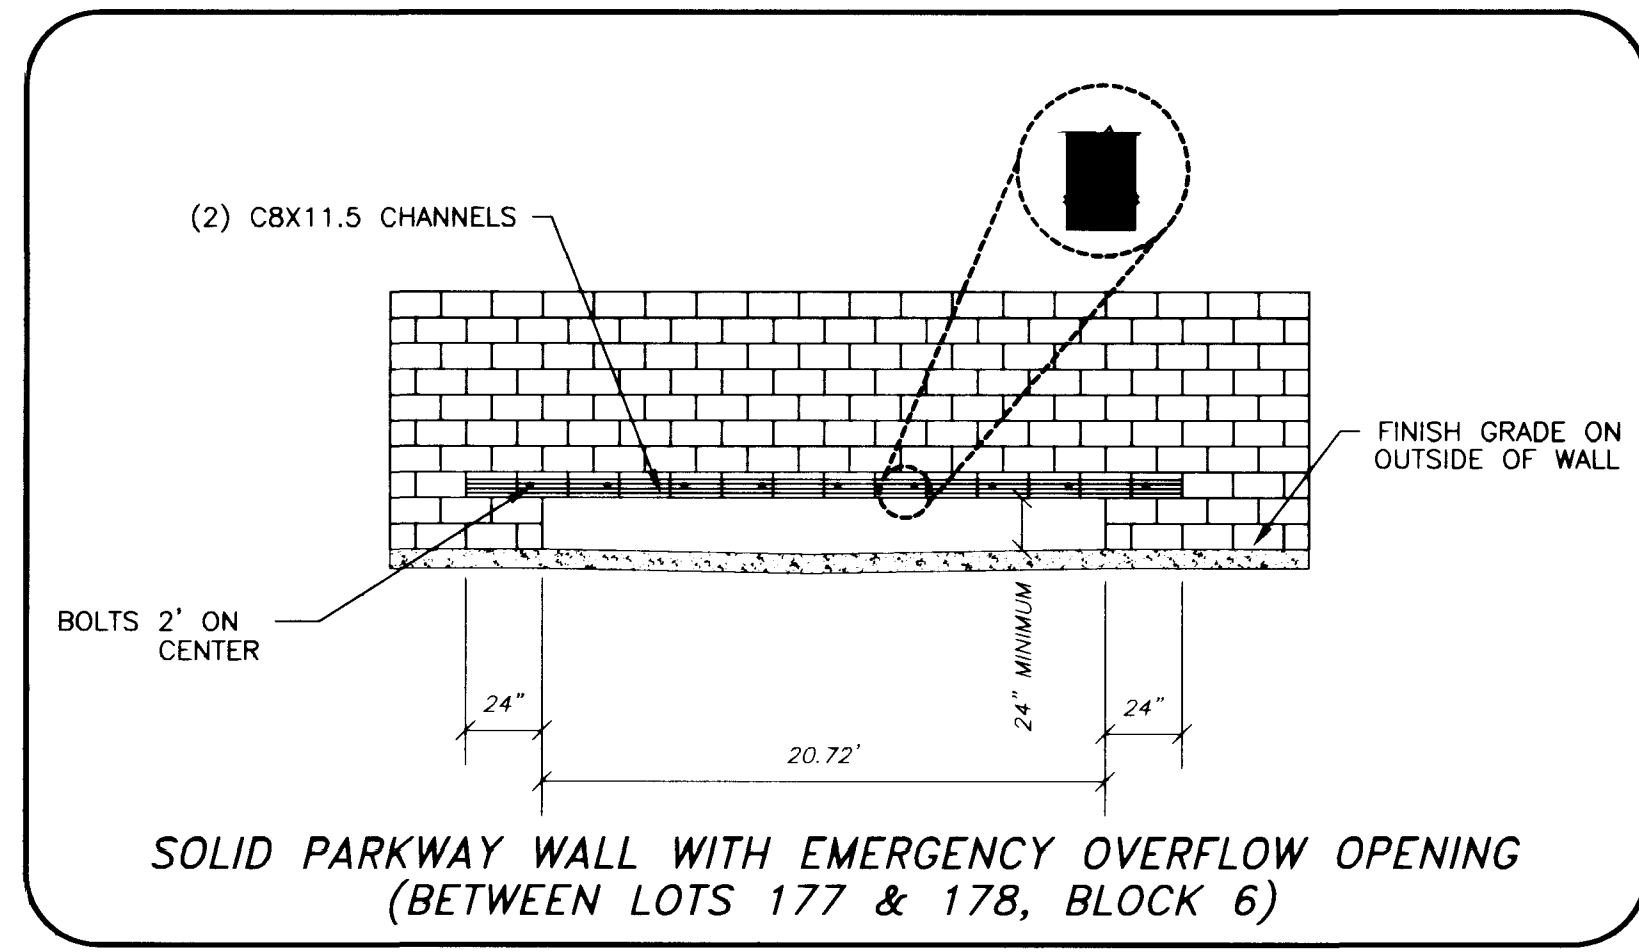 (2) C8X11.5 CHANNELS
FINISH GRADE ON
OUTSIDE OF WALL
BOLTS 2' ON
CENTER
24" MINIMUM
24"
24"
20.72'
SOLID PARKWAY WALL WITH EMERGENCY OVERFLOW OPENING
(BETWEEN LOTS 177 & 178, BLOCK 6)